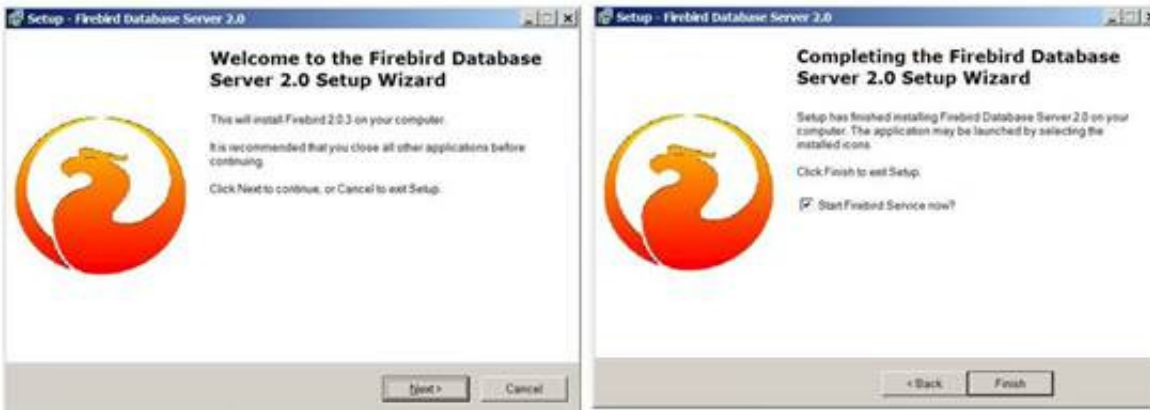 Setup - Firebird Database Server 2.0
Welcome to the Firebird Database
Server 2.0 Setup Wizard
This will install Firebird 2.0.3 on your computer.
It is recommended that you close all other applications before
continuing.
Click Next to continue, or Cancel to exit Setup.
Next >
Cancel
Setup - Firebird Database Server 2.0
Completing the Firebird Database
Server 2.0 Setup Wizard
Setup has finished installing Firebird Database Server 2.0 on your
computer. The application may be launched by selecting the
installed icons.
Click Finish to exit Setup.
Start Firebird Service now?
< Back
Finish